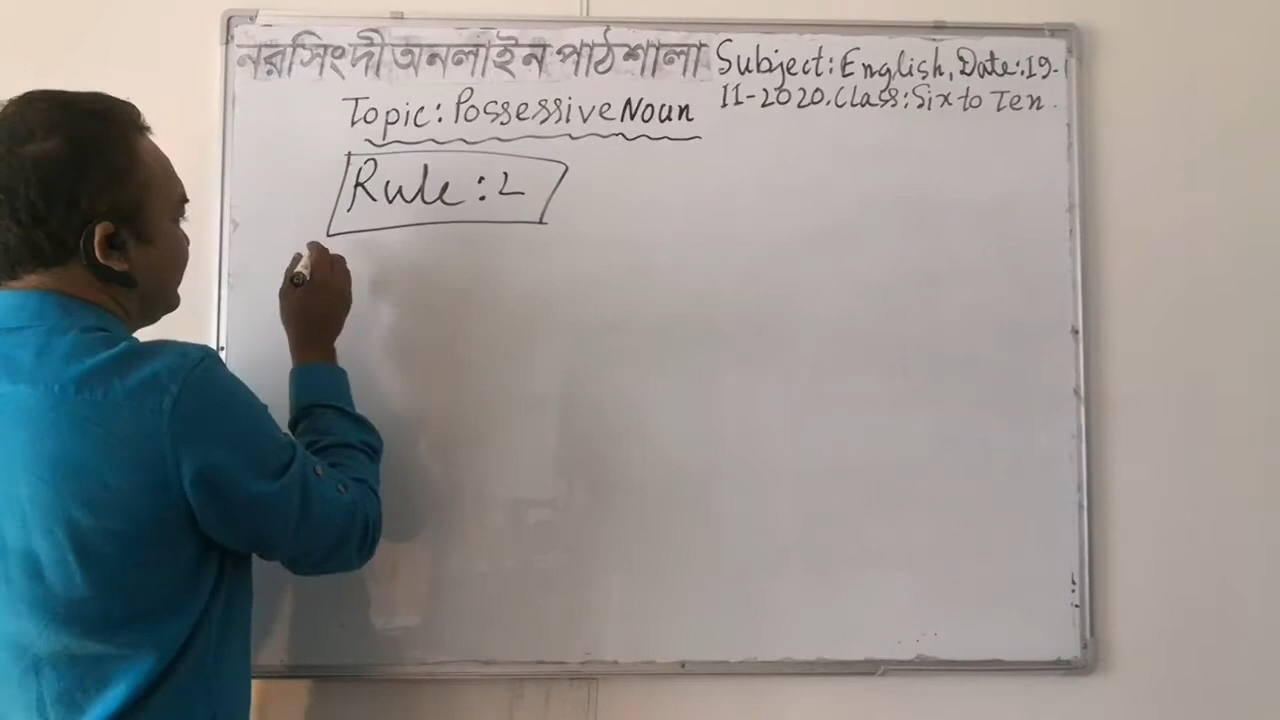 নরসিংদী অনলাইন পাঠশালা Subject: English, Date: 19-
11-2020. Class: Six to Ten.
Topic: Possessive Noun
Rule: 2